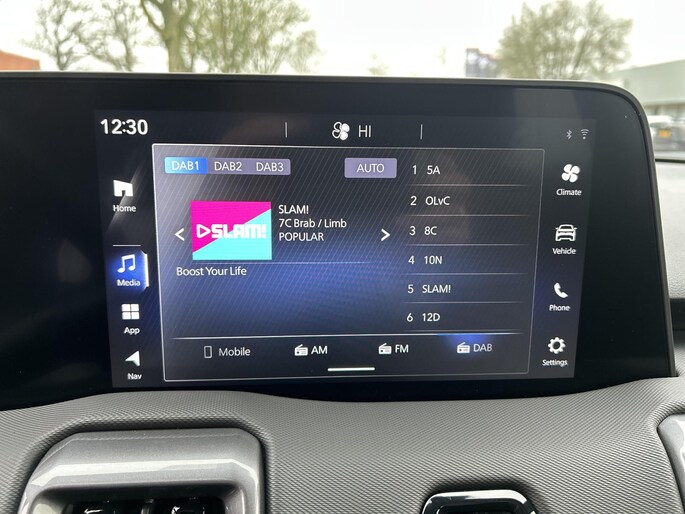 12:30
HI
DAB1 DAB2 DAB3
AUTO
SLAM!
SLAM!
7C Brab / Limb
POPULAR
Boost Your Life
1 5A
2 OLvC
3 8C
4 10N
5 SLAM!
6 12D
Mobile AM FM DAB
Home
Media
App
Nav
Climate
Vehicle
Phone
Settings